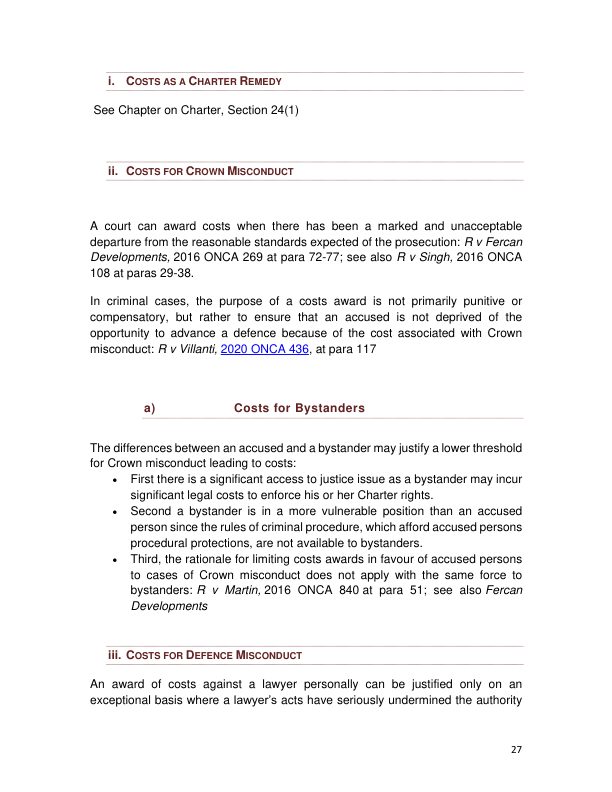 i. COSTS AS A CHARTER REMEDY
See Chapter on Charter, Section 24(1)
ii. COSTS FOR CROWN MISCONDUCT
A court can award costs when there has been a marked and unacceptable
departure from the reasonable standards expected of the prosecution: R v Fercan
Developments, 2016 ONCA 269 at para 72-77; see also R v Singh, 2016 ONCA
108 at paras 29-38.
In criminal cases, the purpose of a costs award is not primarily punitive or
compensatory, but rather to ensure that an accused is not deprived of the
opportunity to advance a defence because of the cost associated with Crown
misconduct: R v Villanti, 2020 ONCA 436, at para 117
a) Costs for Bystanders
The differences between an accused and a bystander may justify a lower threshold
for Crown misconduct leading to costs:
• First there is a significant access to justice issue as a bystander may incur
significant legal costs to enforce his or her Charter rights.
• Second a bystander is in a more vulnerable position than an accused
person since the rules of criminal procedure, which afford accused persons
procedural protections, are not available to bystanders.
• Third, the rationale for limiting costs awards in favour of accused persons
to cases of Crown misconduct does not apply with the same force to
bystanders: R v Martin, 2016 ONCA 840 at para 51; see also Fercan
Developments
iii. COSTS FOR DEFENCE MISCONDUCT
An award of costs against a lawyer personally can be justified only on an
exceptional basis where a lawyer's acts have seriously undermined the authority
27